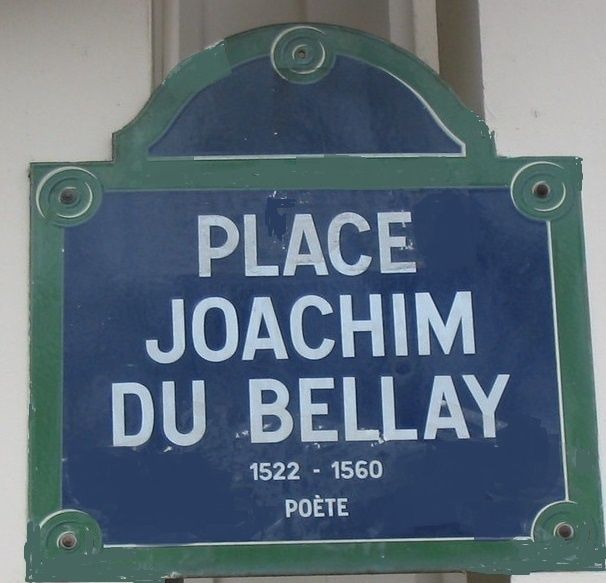 PLACE
JOACHIM
DU BELLAY
1522 - 1560
POÈTE